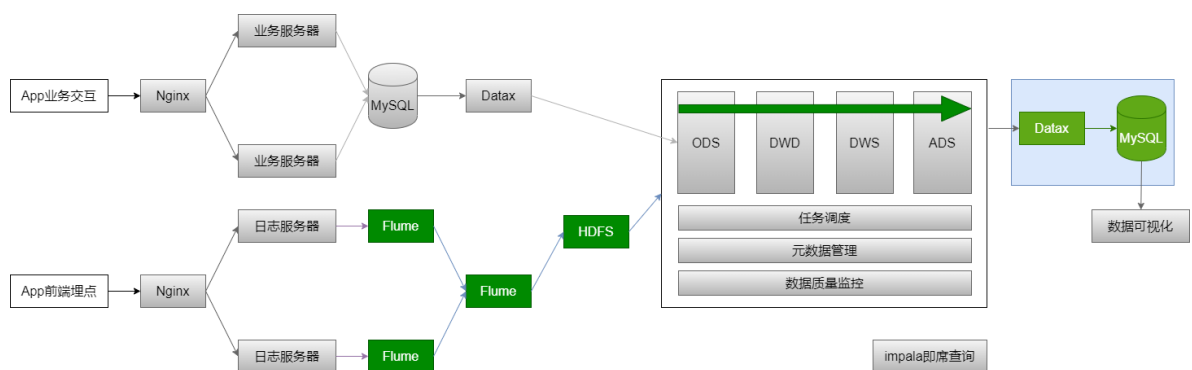 App业务交互
Nginx
业务服务器
业务服务器
MySQL
Datax
App前端埋点
Nginx
日志服务器
日志服务器
Flume
Flume
Flume
HDFS
ODS
DWD
DWS
ADS
任务调度
元数据管理
数据质量监控
Datax
MySQL
数据可视化
impala即席查询